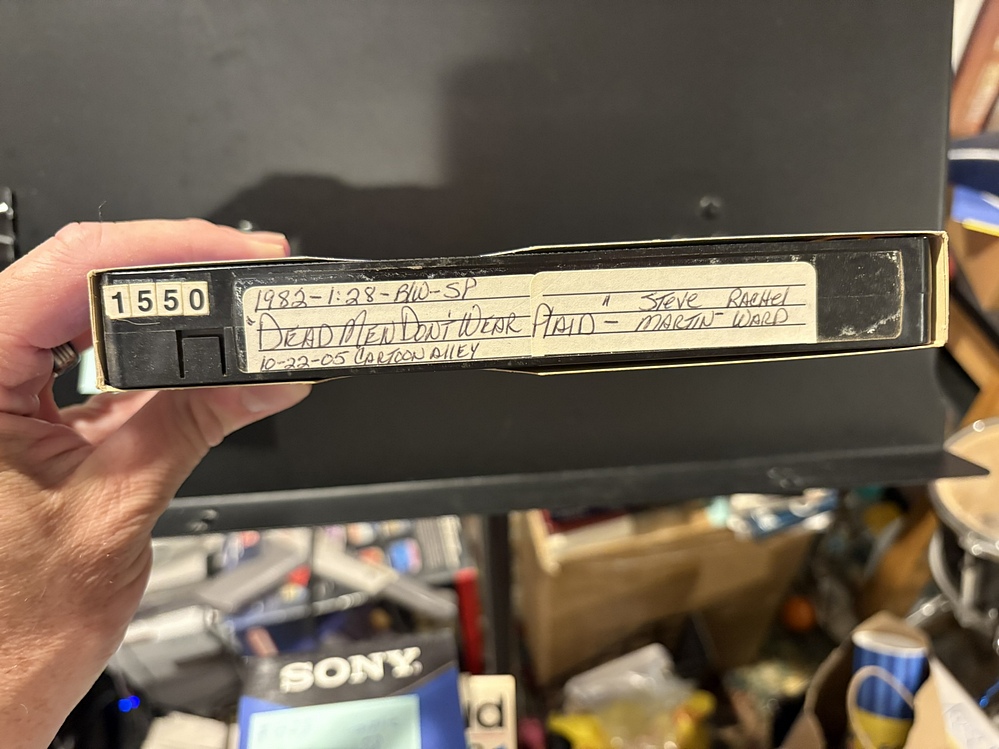 1550
1982-1:28-B/W-SP
"DEAD MEN DON'T WEAR PLAID" - STEVE MARTIN - RACHEL WARD
10-22-05 CARTOON ALLEY
SONY
ld